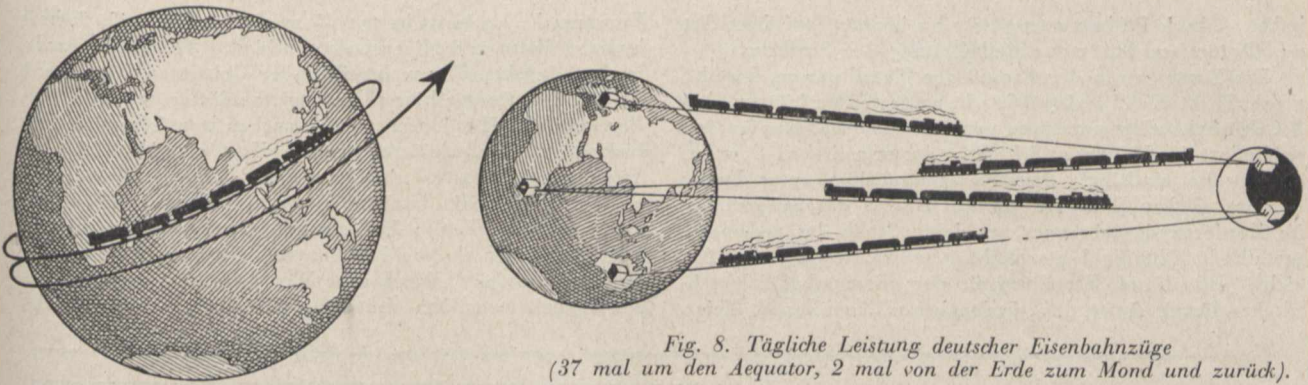 Fig. 8. Tägliche Leistung deutscher Eisenbahnzüge
(37 mal um den Aequator, 2 mal von der Erde zum Mond und zurück).